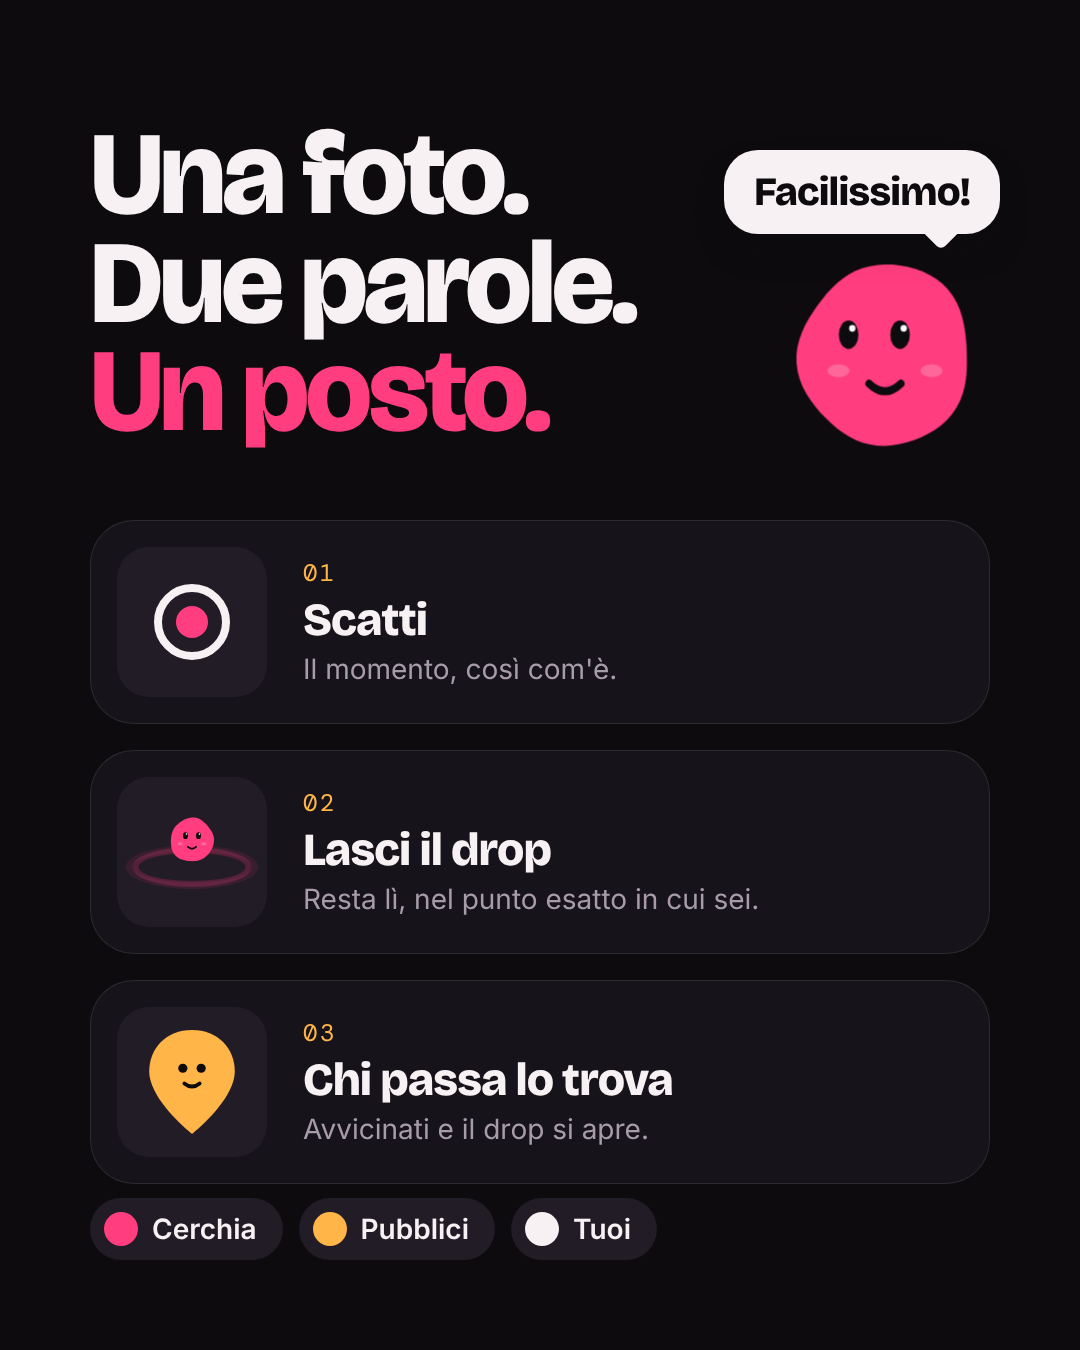 Una foto.
Due parole.
Un posto.
Facilissimo!
01
Scatti
Il momento, così com'è.
02
Lasci il drop
Resta lì, nel punto esatto in cui sei.
03
Chi passa lo trova
Avvicinati e il drop si apre.
Cerchia
Pubblici
Tuoi